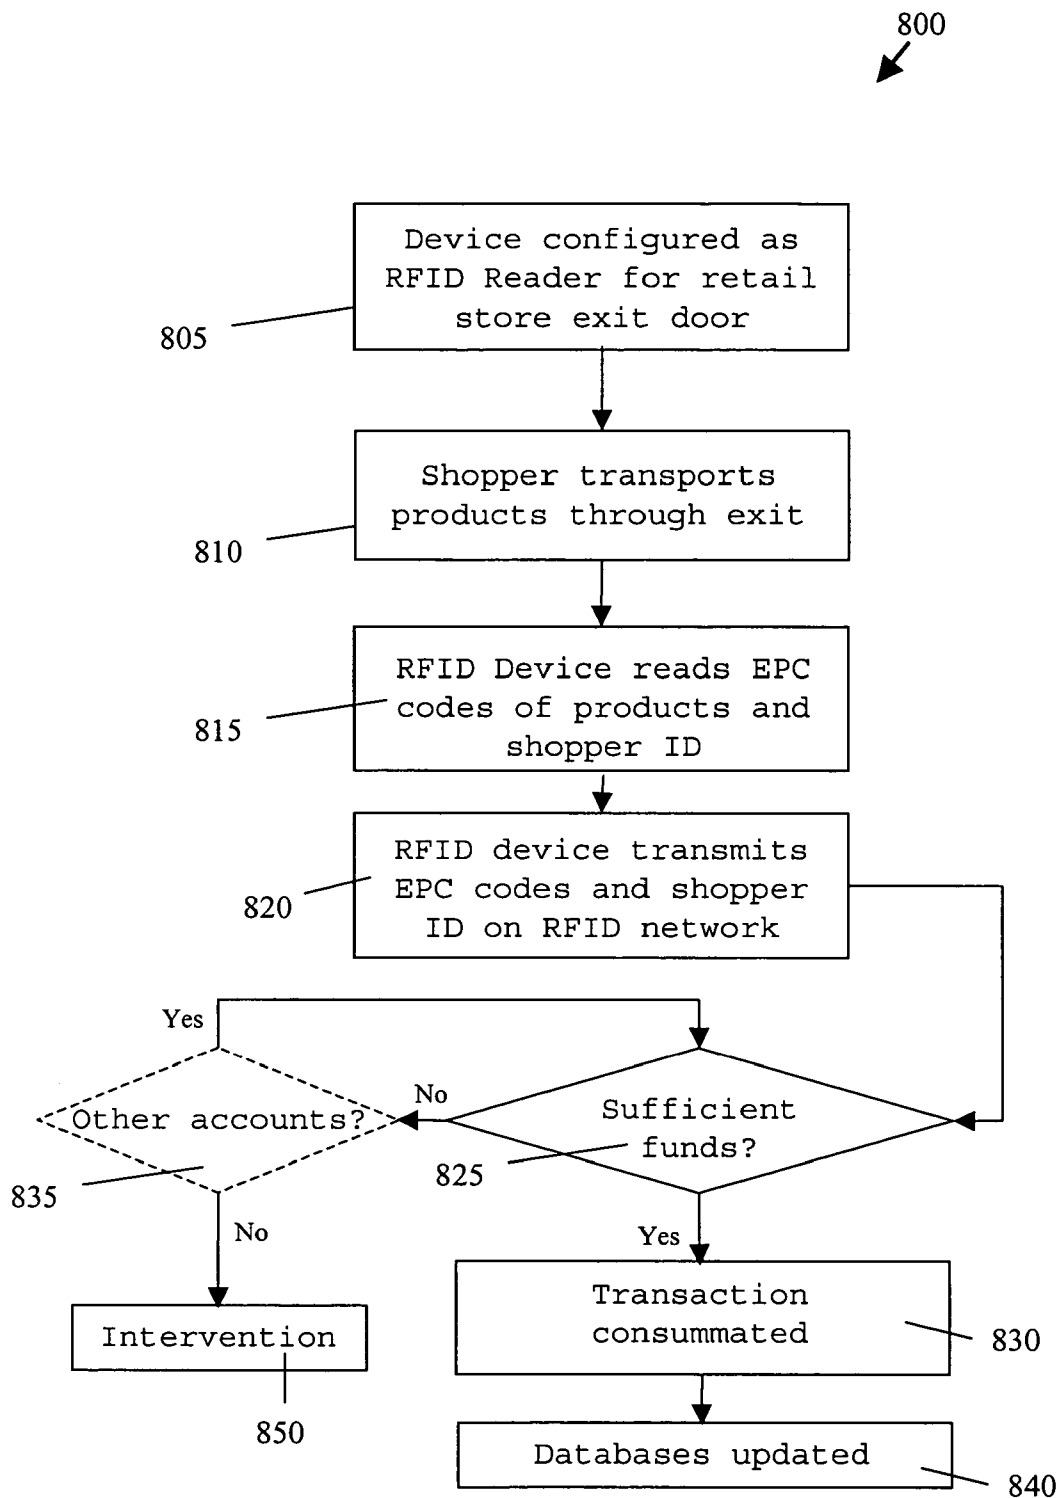 800
Device configured as
RFID Reader for retail
store exit door
805
Shopper transports
products through exit
810
RFID Device reads EPC
codes of products and
shopper ID
815
RFID device transmits
EPC codes and shopper
ID on RFID network
820
Yes
No
Other accounts?
Sufficient
funds?
825
835
No
Yes
Transaction
consummated
830
Intervention
850
Databases updated
840